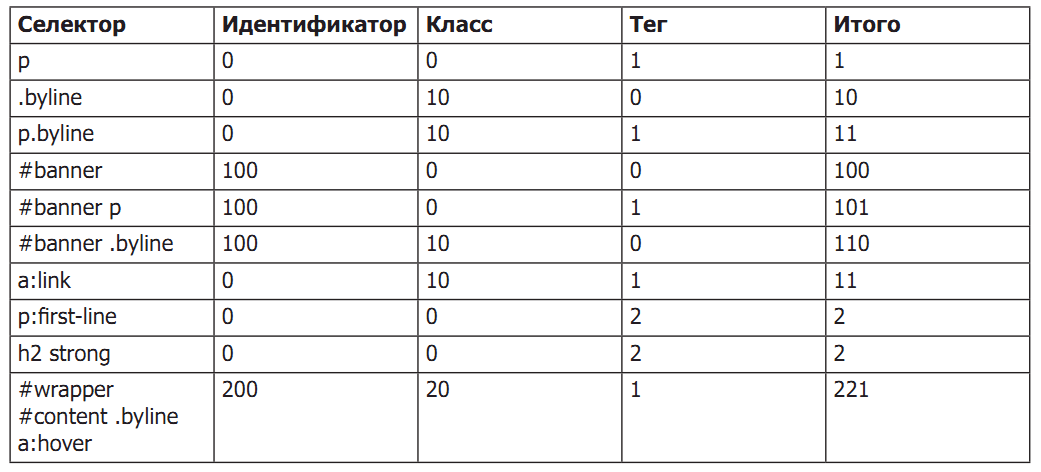 Селектор Идентификатор Класс Тег Итого
p 0 0 1 1
.byline 0 10 0 10
p.byline 0 10 1 11
#banner 100 0 0 100
#banner p 100 0 1 101
#banner .byline 100 10 0 110
a:link 0 10 1 11
p:first-line 0 0 2 2
h2 strong 0 0 2 2
#wrapper 200 20 1 221
#content .byline
a:hover